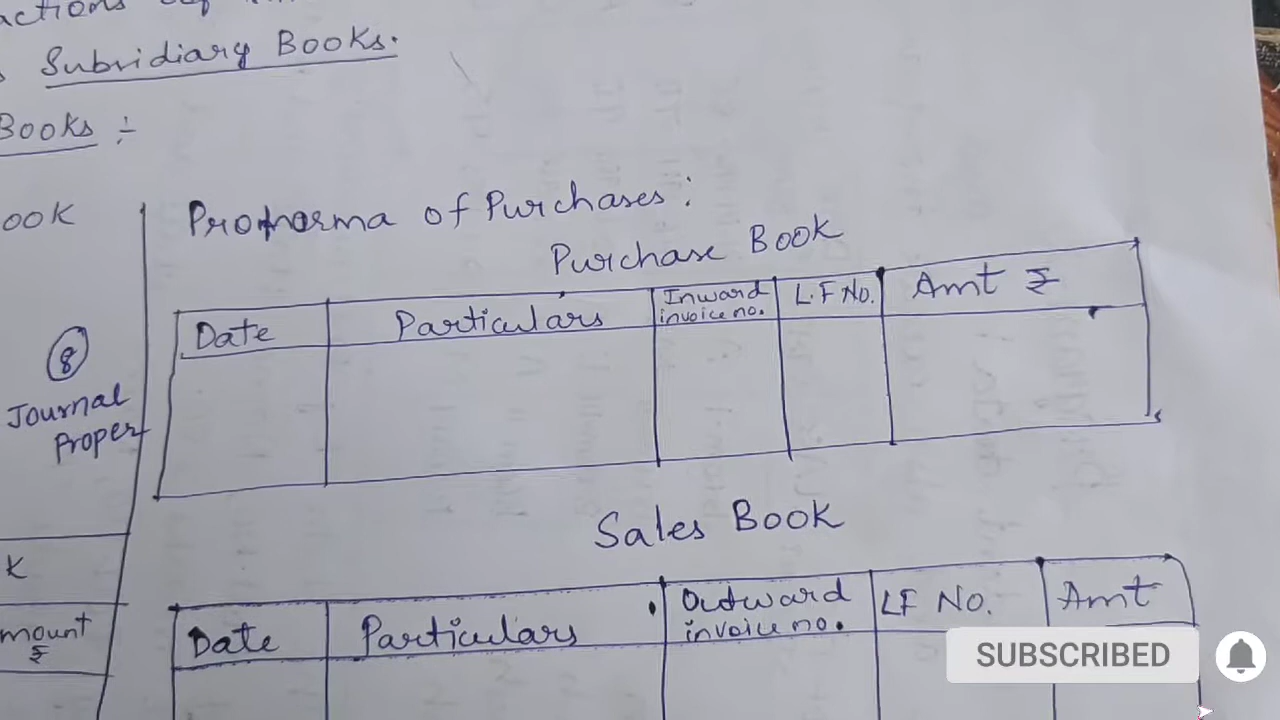 Subsidiary Books.
Books :-
ook
Proforma of Purchases :
Purchase Book
Date Particulars Inward invoice no. L.F No. Amt ₹
8
Journal
Proper
Sales Book
K
mount
₹
Date Particulars Outward invoice no. LF No. Amt
SUBSCRIBED